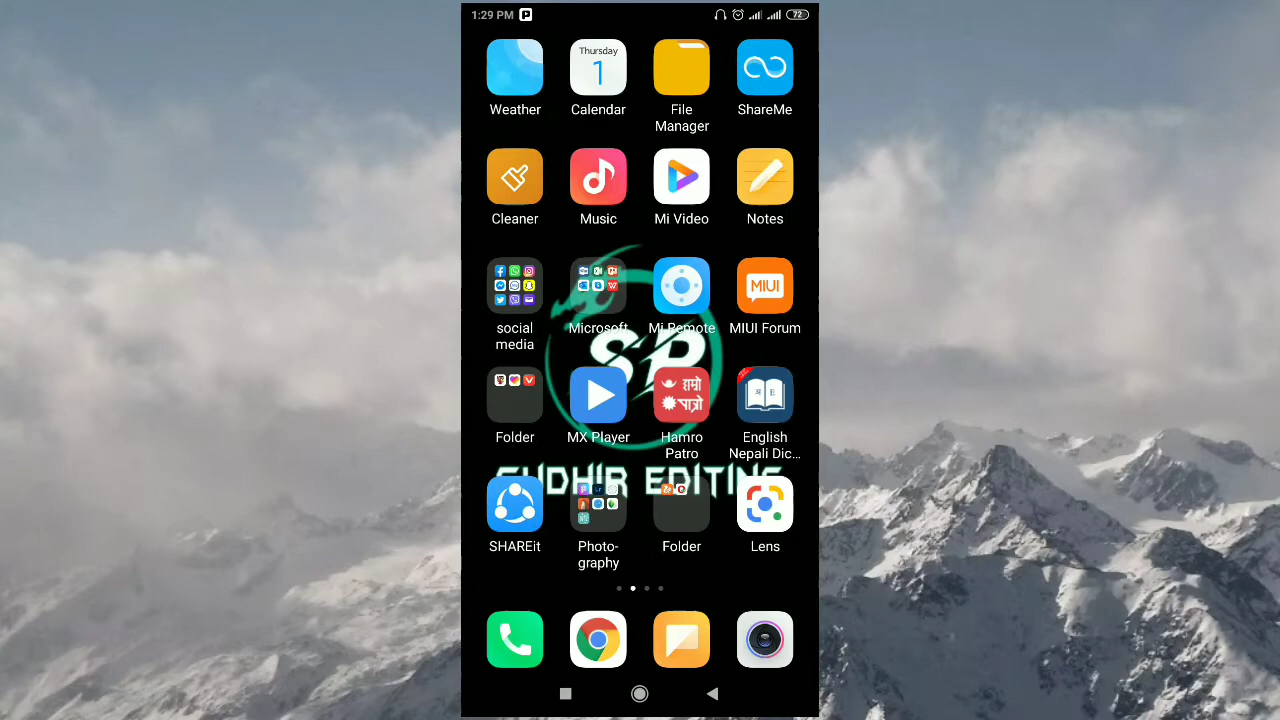 1:29 PM
72
Thursday
1
Weather
Calendar
File
Manager
ShareMe
Cleaner
Music
Mi Video
Notes
MIUI
social
media
Microsoft
Mi Remote
MIUI Forum
SP
हाम्रो
पात्रो
Folder
MX Player
Hamro
Patro
English
Nepali Dic...
SUDHIR EDITING
SHAREit
Photo-
graphy
Folder
Lens